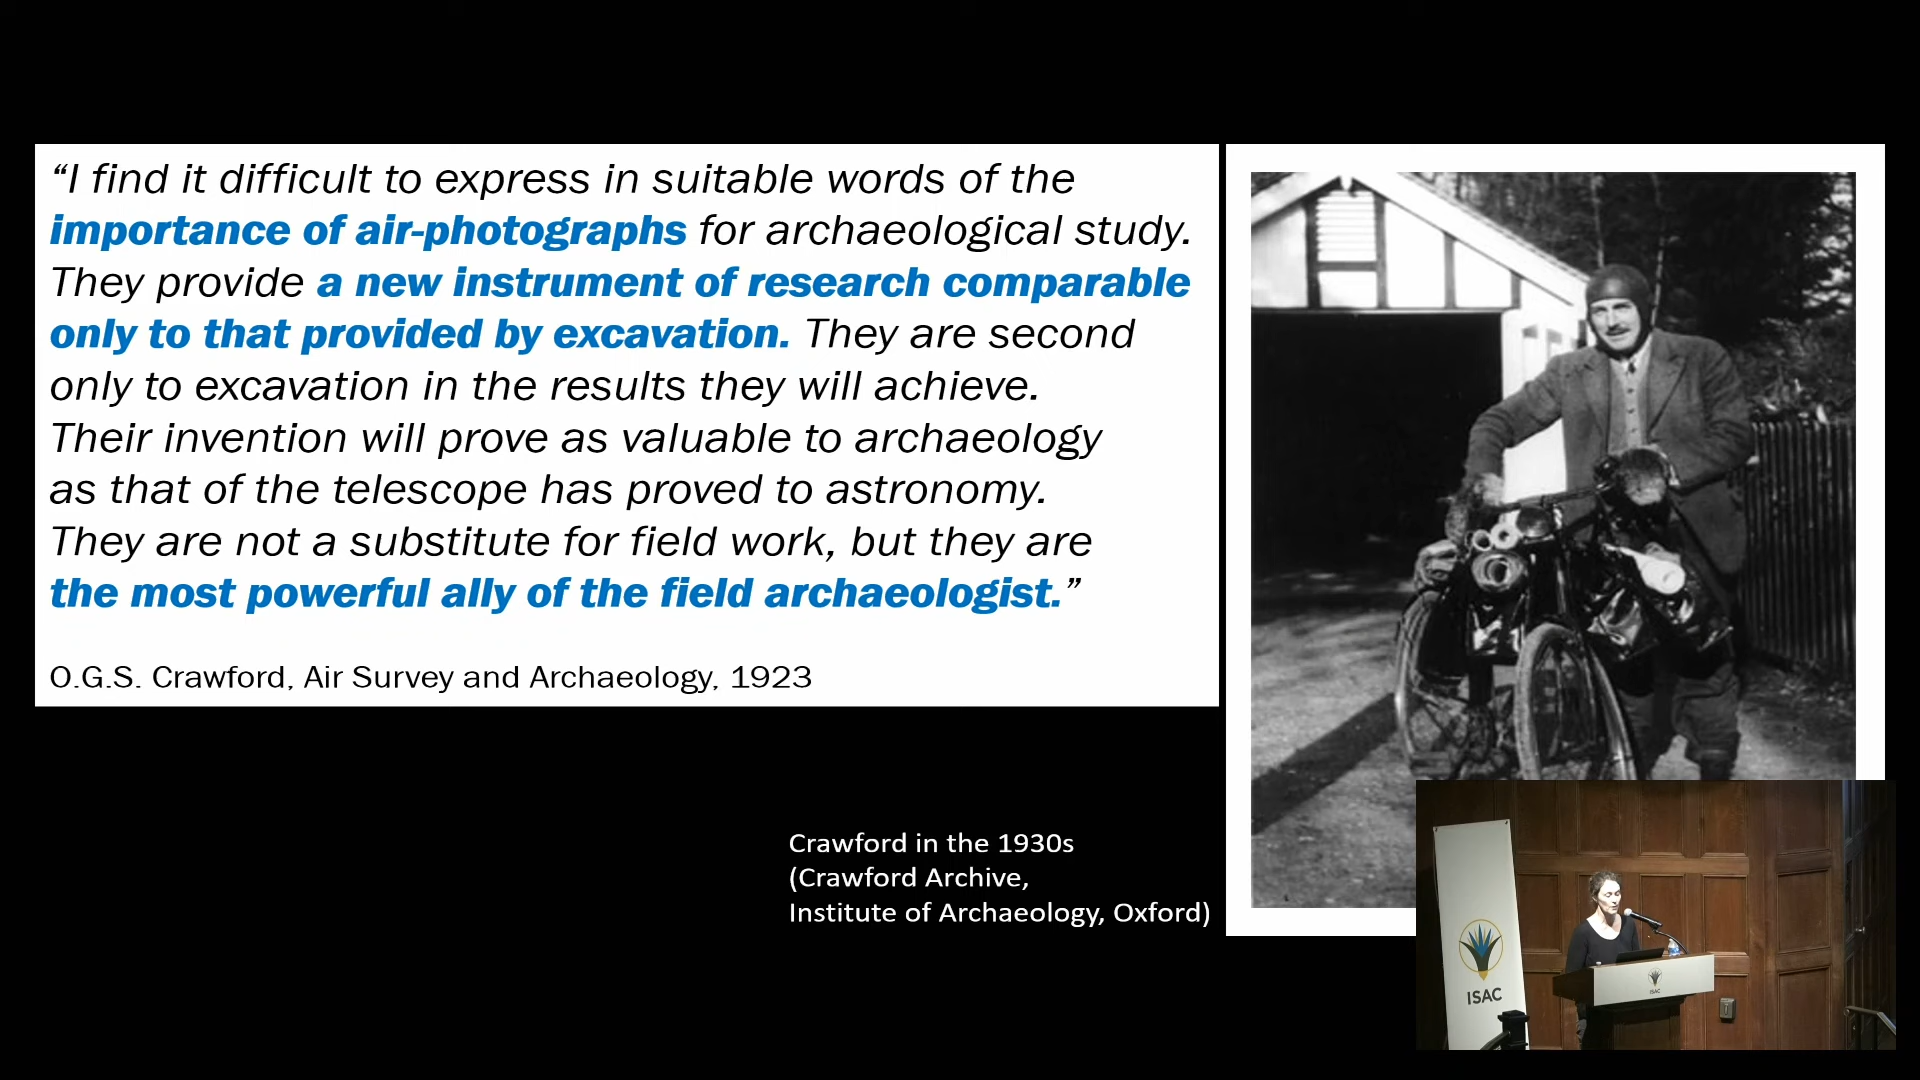 “I find it difficult to express in suitable words of the
importance of air-photographs for archaeological study.
They provide a new instrument of research comparable
only to that provided by excavation. They are second
only to excavation in the results they will achieve.
Their invention will prove as valuable to archaeology
as that of the telescope has proved to astronomy.
They are not a substitute for field work, but they are
the most powerful ally of the field archaeologist.”
O.G.S. Crawford, Air Survey and Archaeology, 1923
Crawford in the 1930s
(Crawford Archive,
Institute of Archaeology, Oxford)
ISAC
ISAC